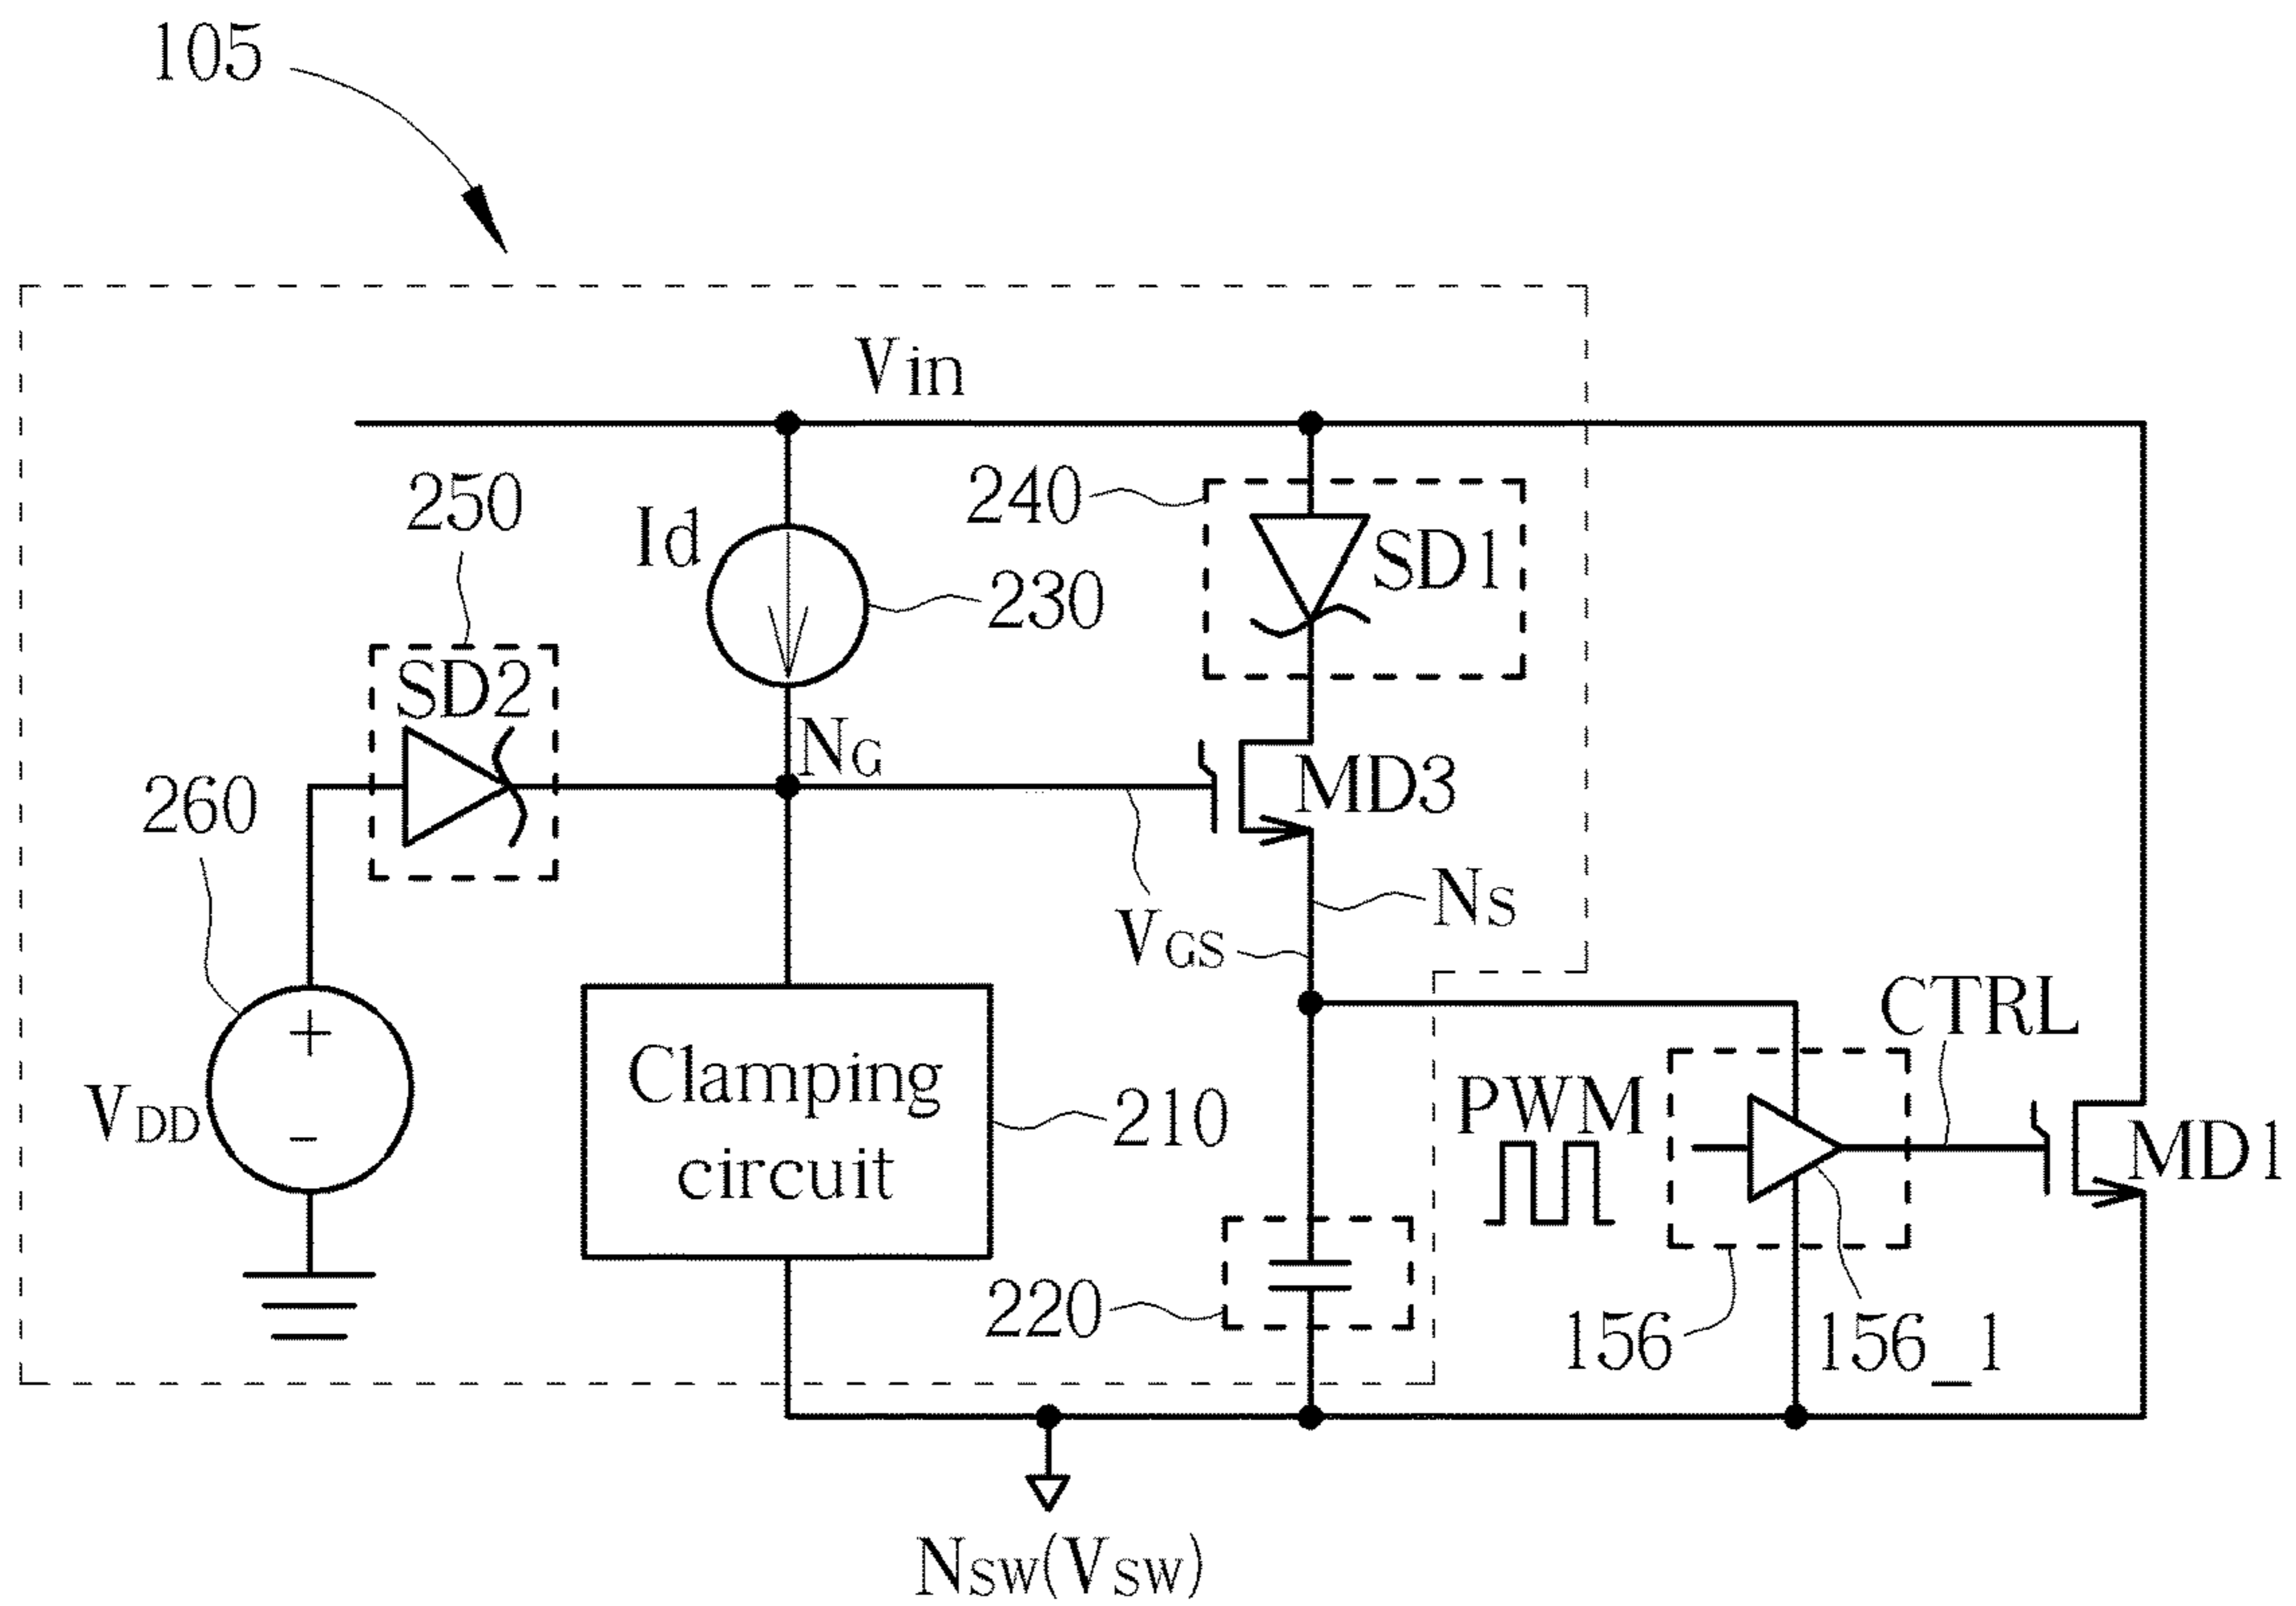 105
Vin
240
250
Id
SD1
230
SD2
NG
MD3
260
NS
VGS
CTRL
Clamping
circuit
PWM
VDD
210
MD1
+
-
220
156
156_1
NSW(VSW)